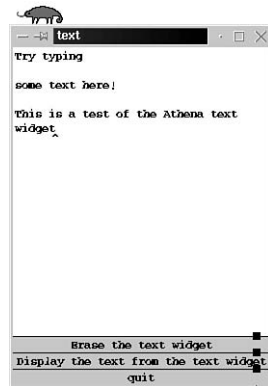 text
Try typing
some text here!
This is a test of the Athena text
widget
Erase the text widget
Display the text from the text widget
quit